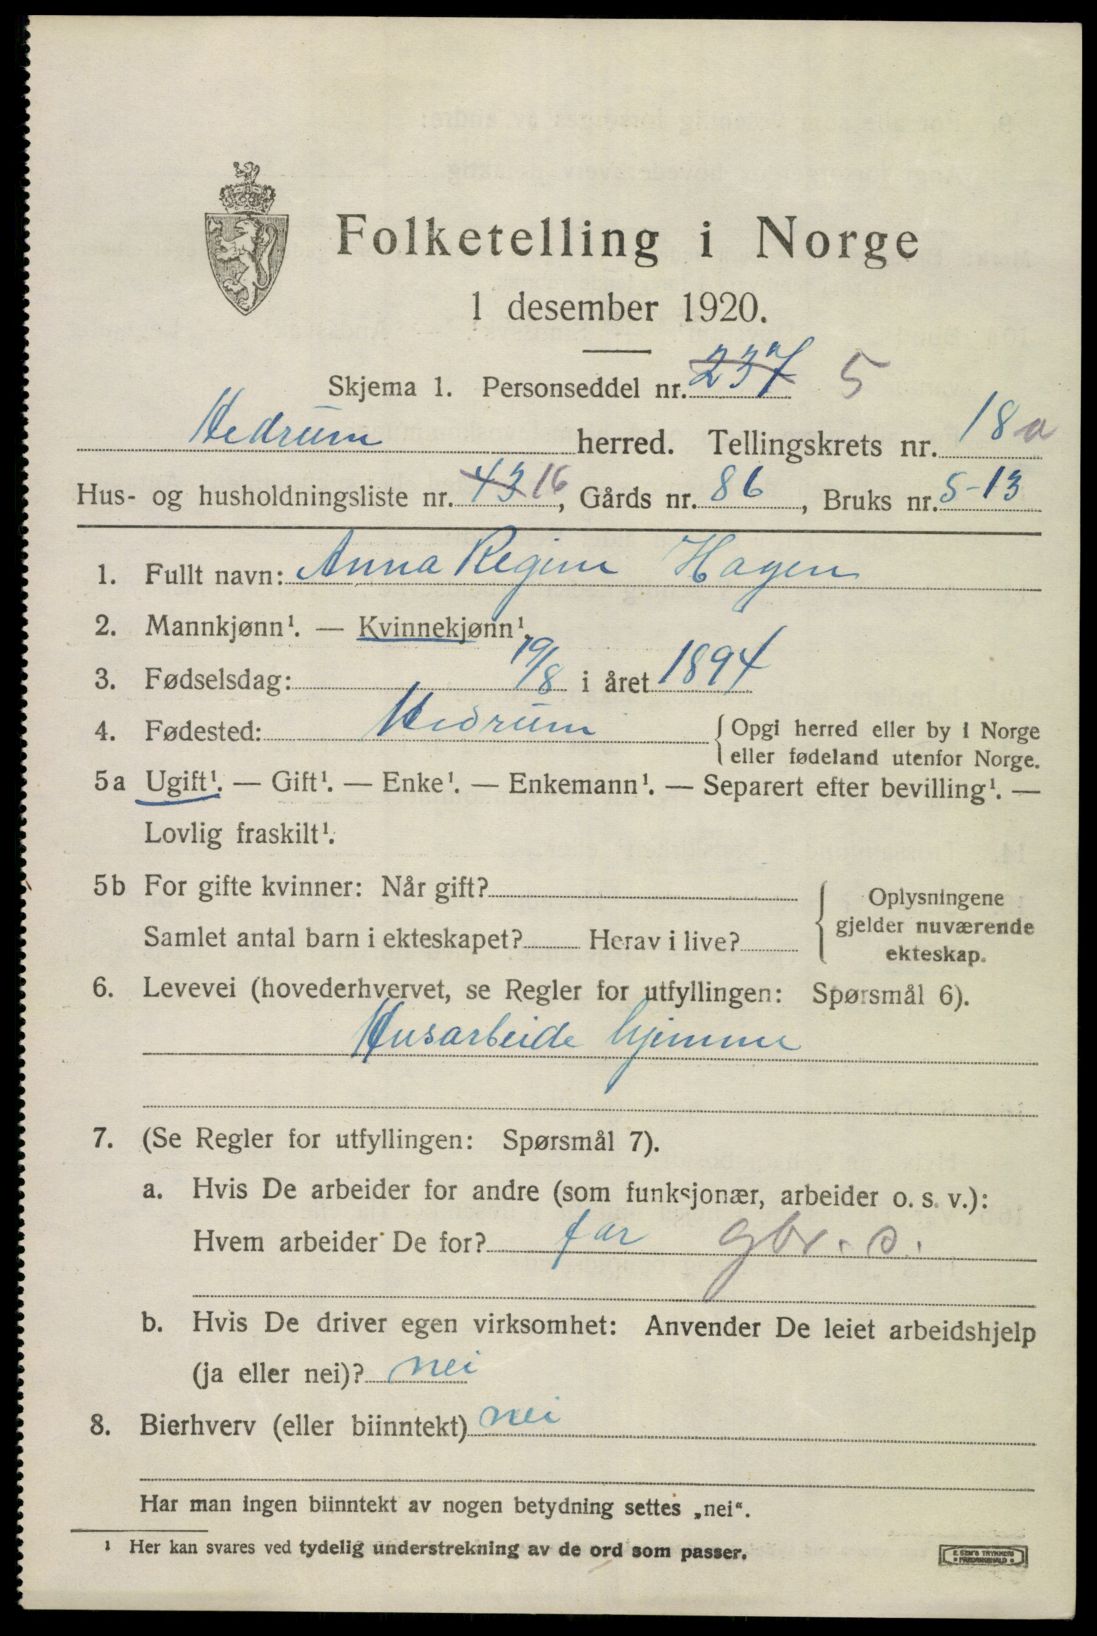 Folketelling i Norge
1 desember 1920.
Skjema 1. Personseddel nr. 237 5
Hedrum herred. Tellingskrets nr. 18a
Hus- og husholdningsliste nr. 43 16, Gårds nr. 86, Bruks nr. 5-13
1. Fullt navn: Anna Regine Hagen
2. Mannkjønn¹. — Kvinnekjønn¹.
3. Fødselsdag: 19/8 i året 1894
4. Fødested: Hedrum { Opgi herred eller by i Norge
eller fødeland utenfor Norge.
5a Ugift¹. — Gift¹. — Enke¹. — Enkemann¹. — Separert efter bevilling¹. —
Lovlig fraskilt¹.
5b For gifte kvinner: Når gift? { Oplysningene
gjelder nuværende
Samlet antal barn i ekteskapet? Herav i live?
ekteskap.
6. Levevei (hovederhvervet, se Regler for utfyllingen: Spørsmål 6).
Husarbeide hjemme
7. (Se Regler for utfyllingen: Spørsmål 7).
a. Hvis De arbeider for andre (som funksjonær, arbeider o. s. v.):
Hvem arbeider De for? far gbr. s.
b. Hvis De driver egen virksomhet: Anvender De leiet arbeidshjelp
(ja eller nei)? nei
8. Bierhverv (eller biinntekt) nei
Har man ingen biinntekt av nogen betydning settes „nei“.
¹ Her kan svares ved tydelig understrekning av de ord som passer.